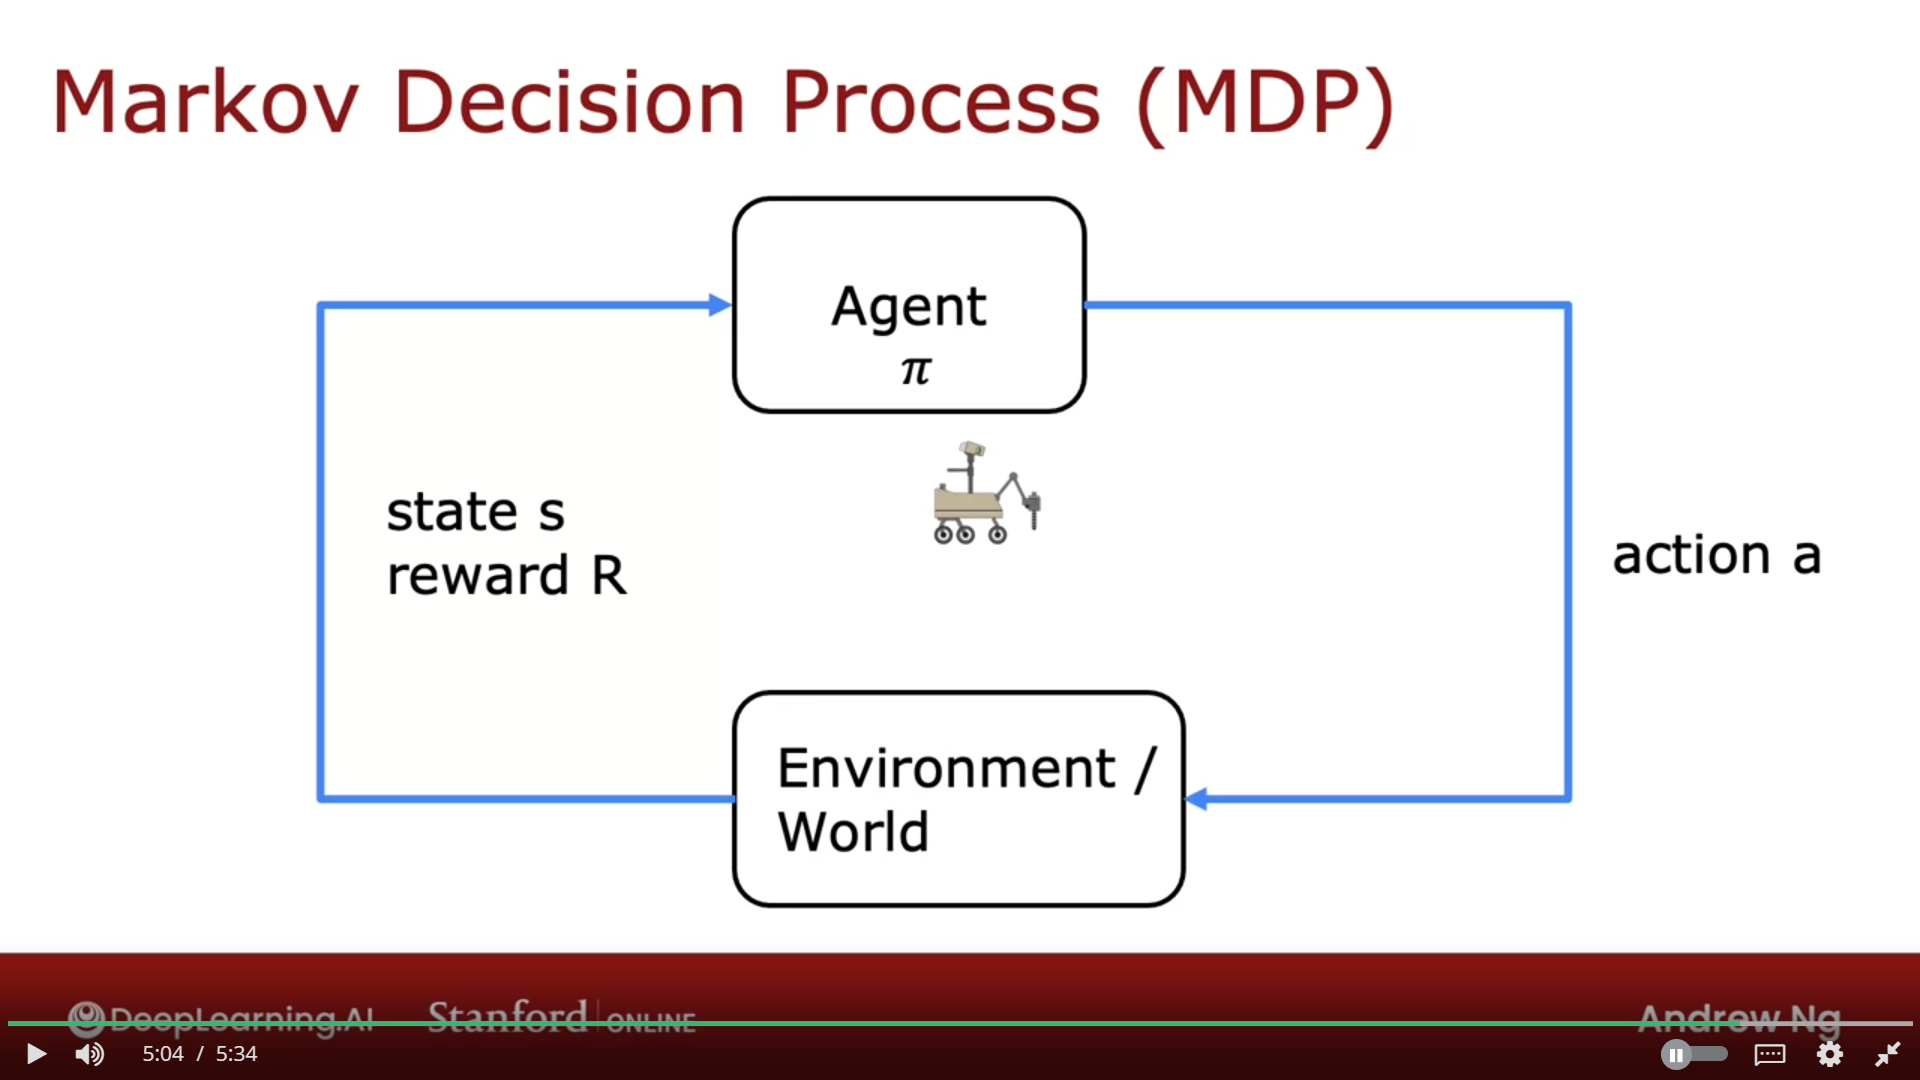 Markov Decision Process (MDP)
Agent
π
state s
reward R
action a
Environment /
World
DeepLearning.AI
Stanford | ONLINE
Andrew Ng
5:04 / 5:34